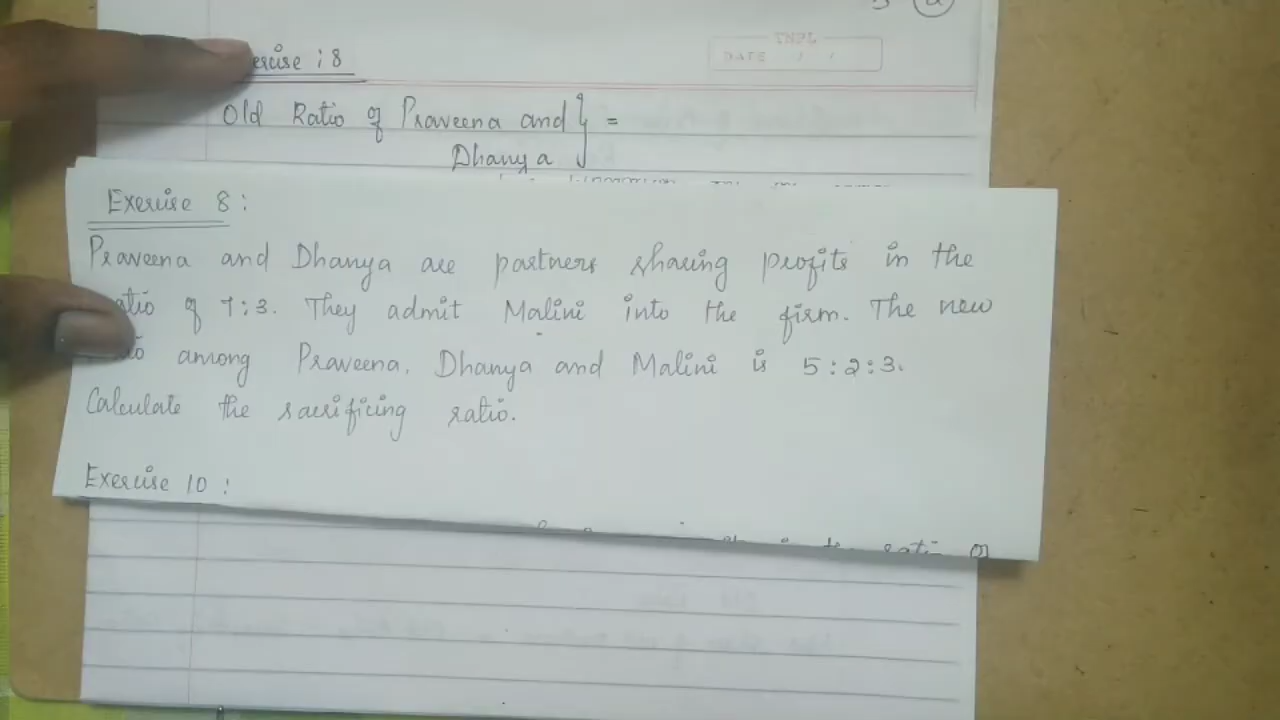 Exercise : 8
Old Ratio of Praveena and } =
Dhanya
Exercise 8 :
Praveena and Dhanya are partners sharing profits in the
ratio of 7:3. They admit Malini into the firm. The new
among Praveena, Dhanya and Malini is 5:2:3.
Calculate the sacrificing ratio.
Exercise 10 :